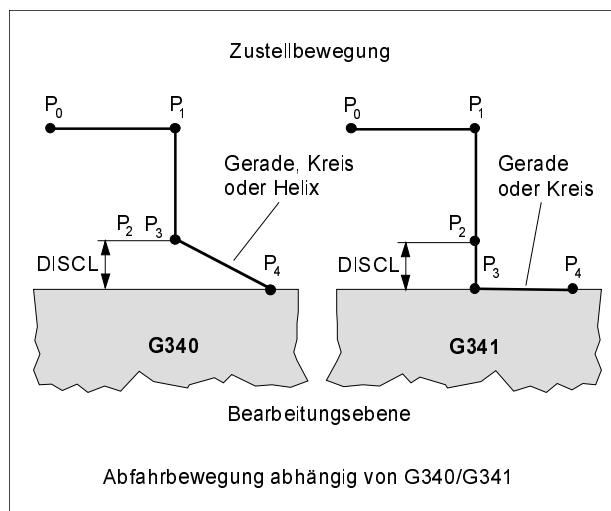 Zustellbewegung
P0 P1
Gerade, Kreis
oder Helix
P2 P3
DISCL
P4
G340
P0 P1
Gerade
oder Kreis
P2
DISCL
P3 P4
G341
Bearbeitungsebene
Abfahrbewegung abhängig von G340/G341